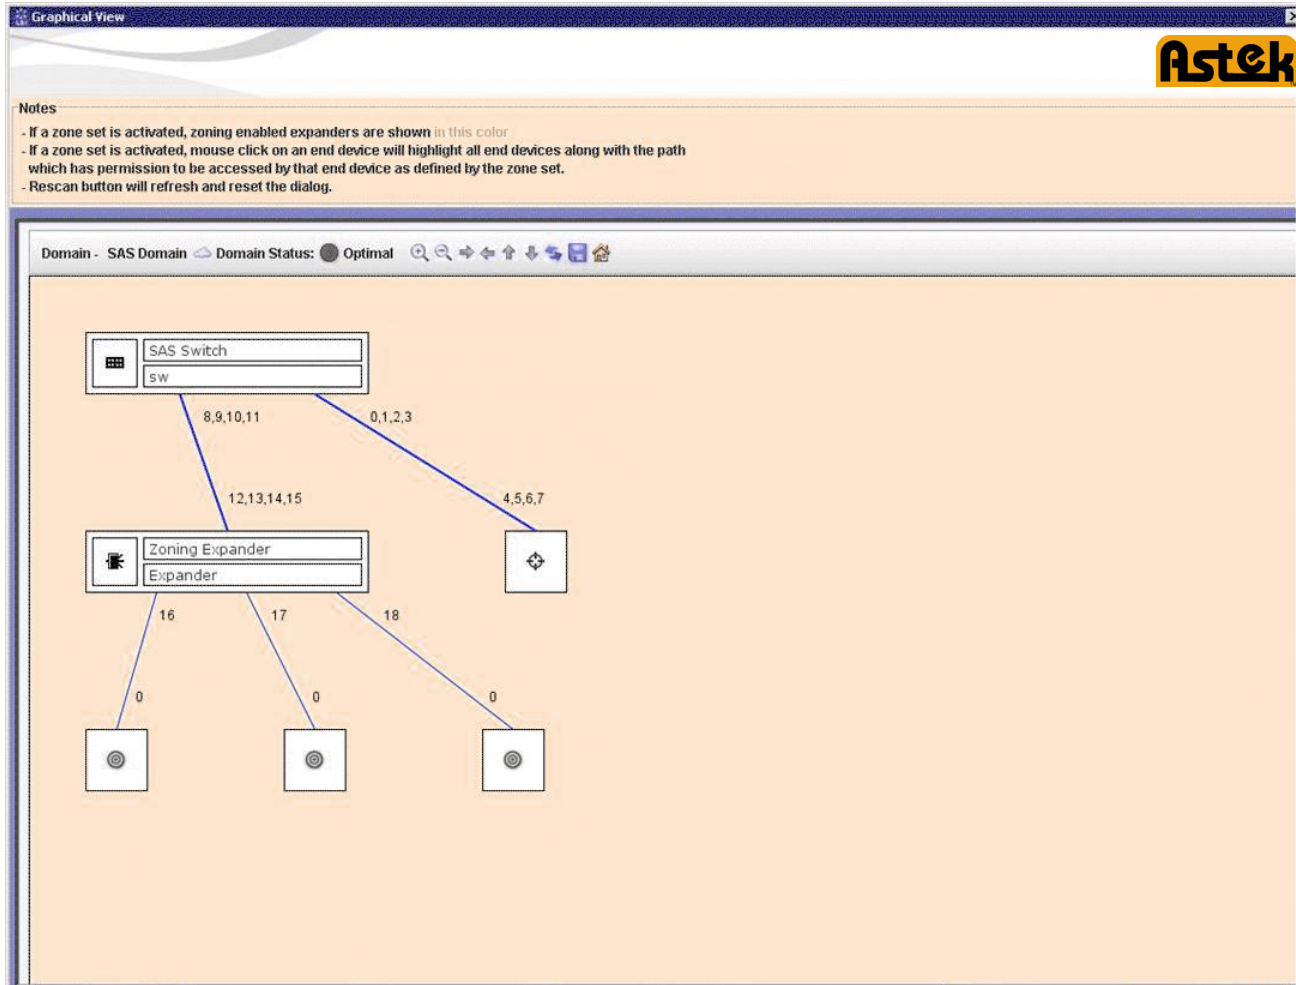 Graphical View
Astek
Notes
- If a zone set is activated, zoning enabled expanders are shown in this color
- If a zone set is activated, mouse click on an end device will highlight all end devices along with the path
which has permission to be accessed by that end device as defined by the zone set.
- Rescan button will refresh and reset the dialog.
Domain - SAS Domain Domain Status: Optimal
SAS Switch
sw
8,9,10,11 0,1,2,3
12,13,14,15 4,5,6,7
Zoning Expander
Expander
16 17 18
0 0 0